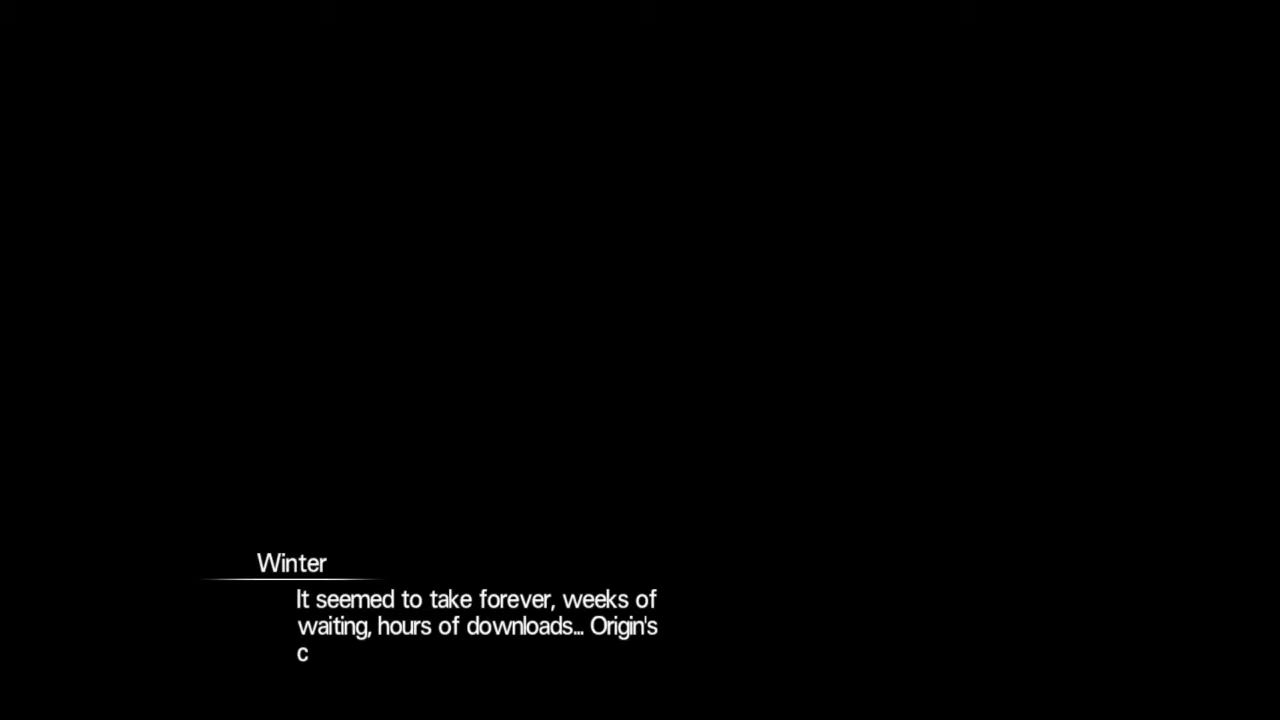 Winter
It seemed to take forever, weeks of
waiting, hours of downloads... Origin's
c